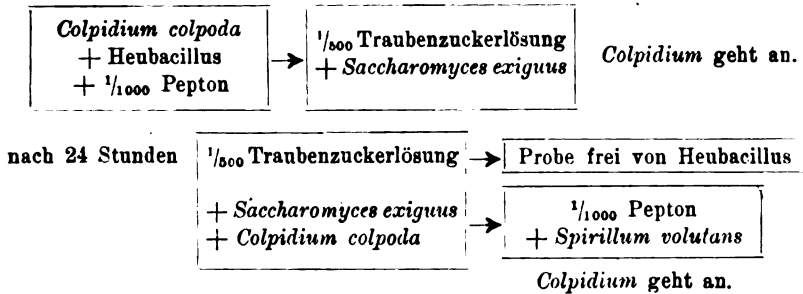 Colpidium colpoda
+ Heubacillus
+ 1/1000 Pepton
1/500 Traubenzuckerlösung
+ Saccharomyces exiguus
Colpidium geht an.
nach 24 Stunden
1/500 Traubenzuckerlösung
+ Saccharomyces exiguus
+ Colpidium colpoda
Probe frei von Heubacillus
1/1000 Pepton
+ Spirillum volutans
Colpidium geht an.